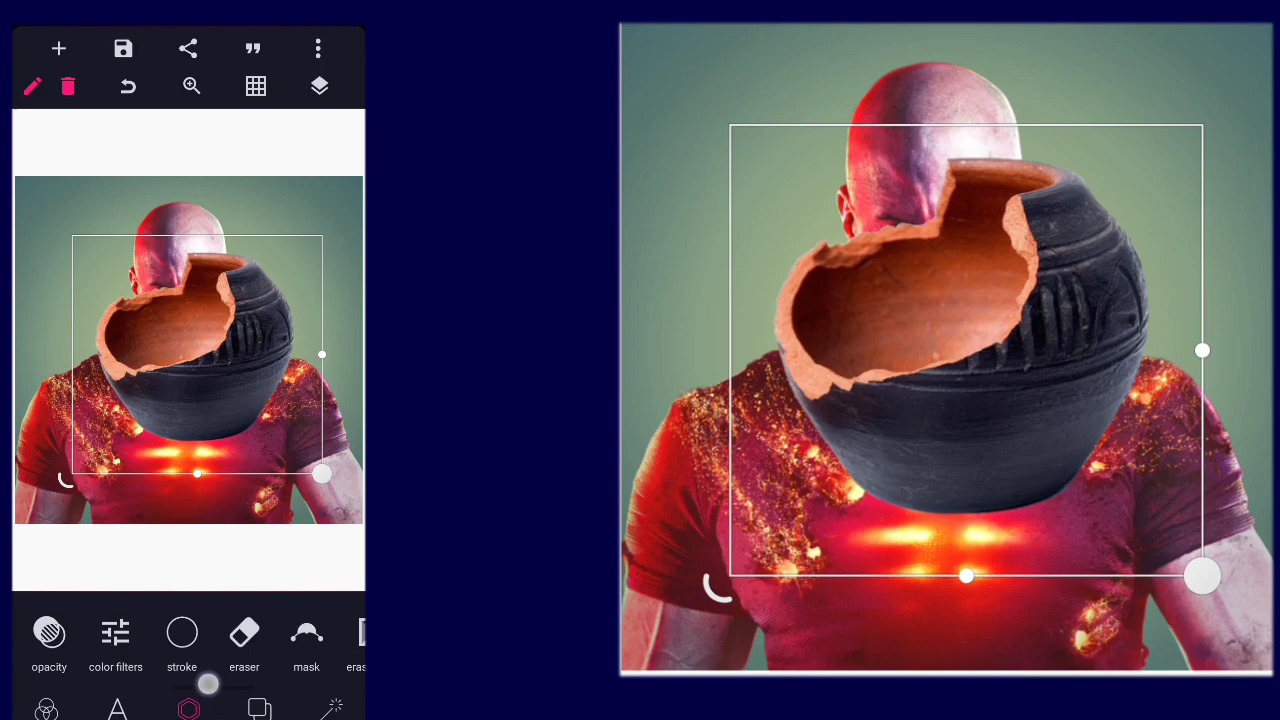 opacity
color filters
stroke
eraser
mask
eras